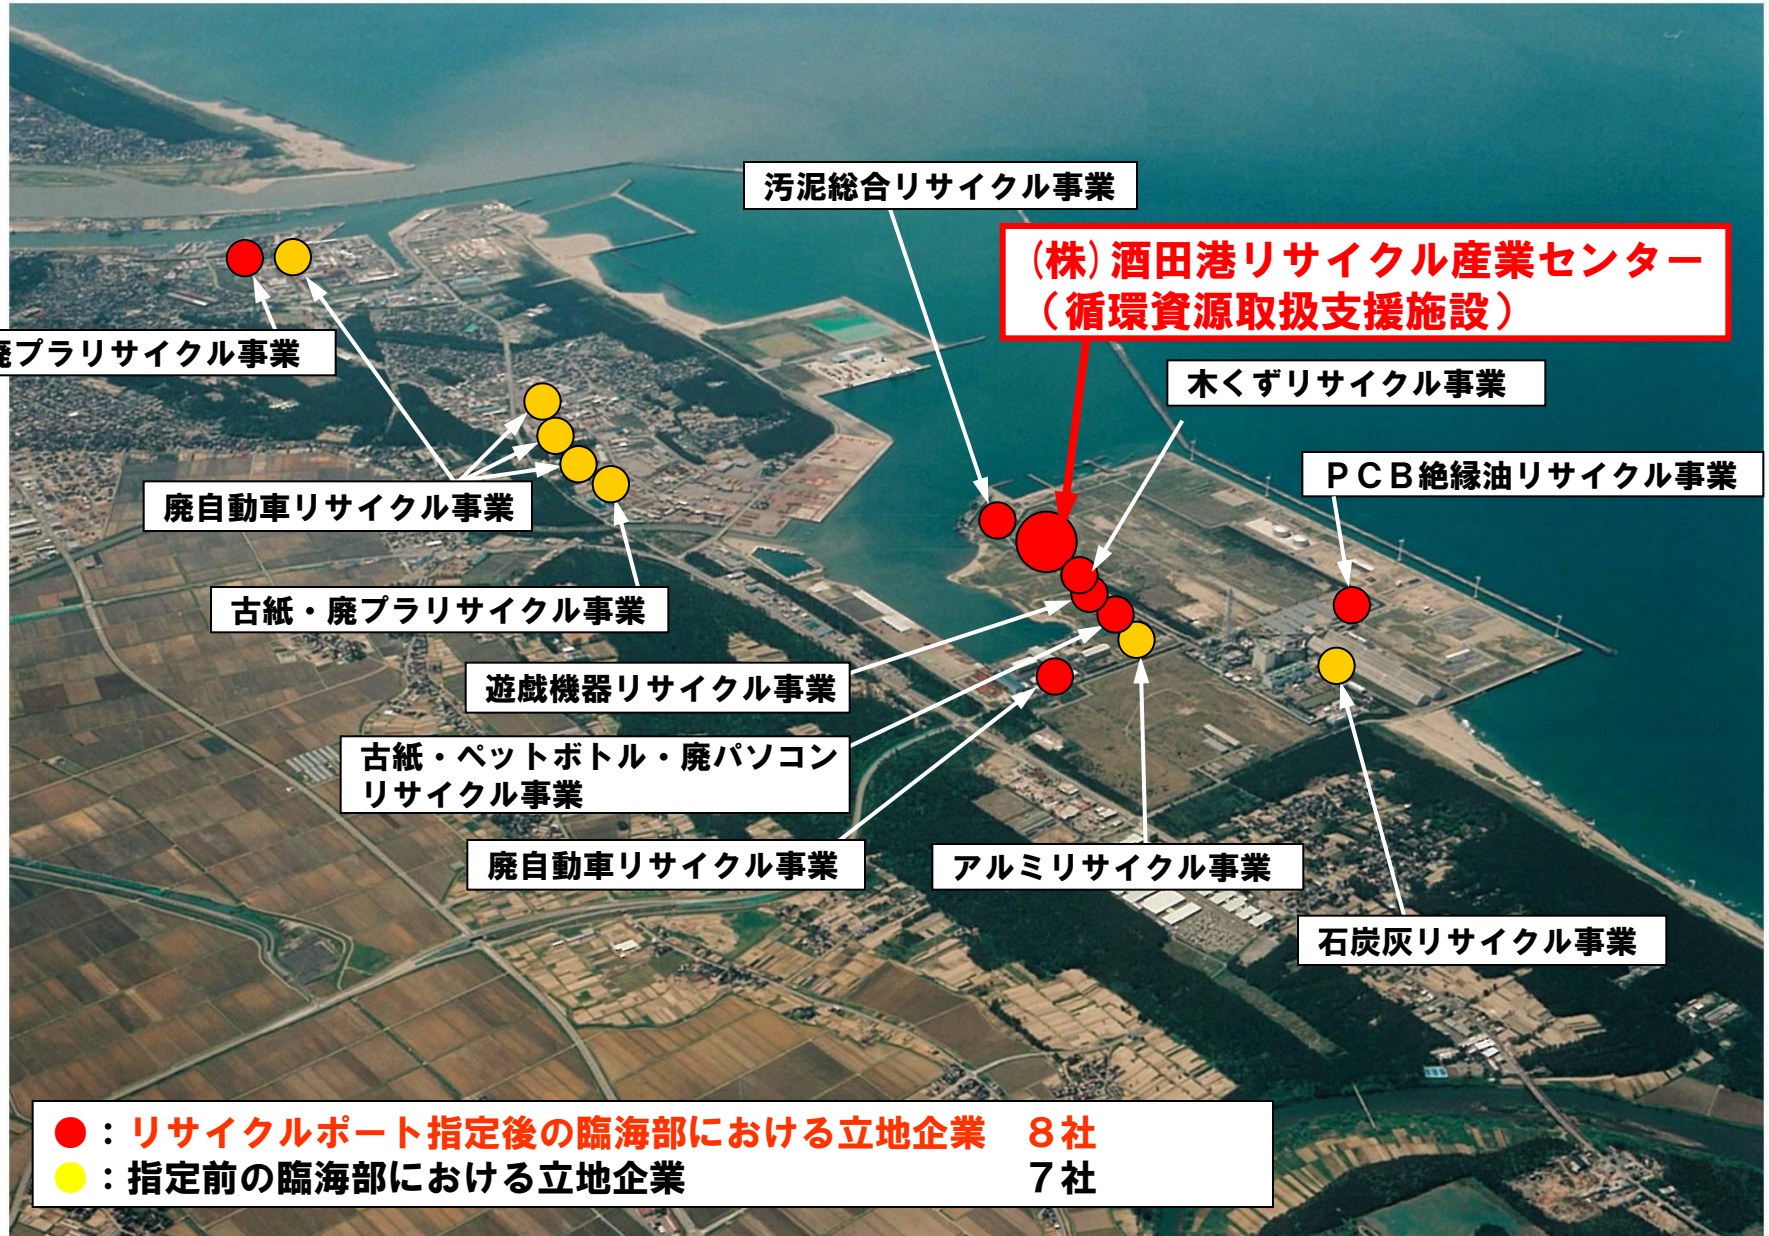 汚泥総合リサイクル事業
(株)酒田港リサイクル産業センター
(循環資源取扱支援施設)
廃プラリサイクル事業
木くずリサイクル事業
PCB絶縁油リサイクル事業
廃自動車リサイクル事業
古紙・廃プラリサイクル事業
遊戯機器リサイクル事業
古紙・ペットボトル・廃パソコン
リサイクル事業
廃自動車リサイクル事業
アルミリサイクル事業
石炭灰リサイクル事業
:リサイクルポート指定後の臨海部における立地企業 8社
:指定前の臨海部における立地企業 7社